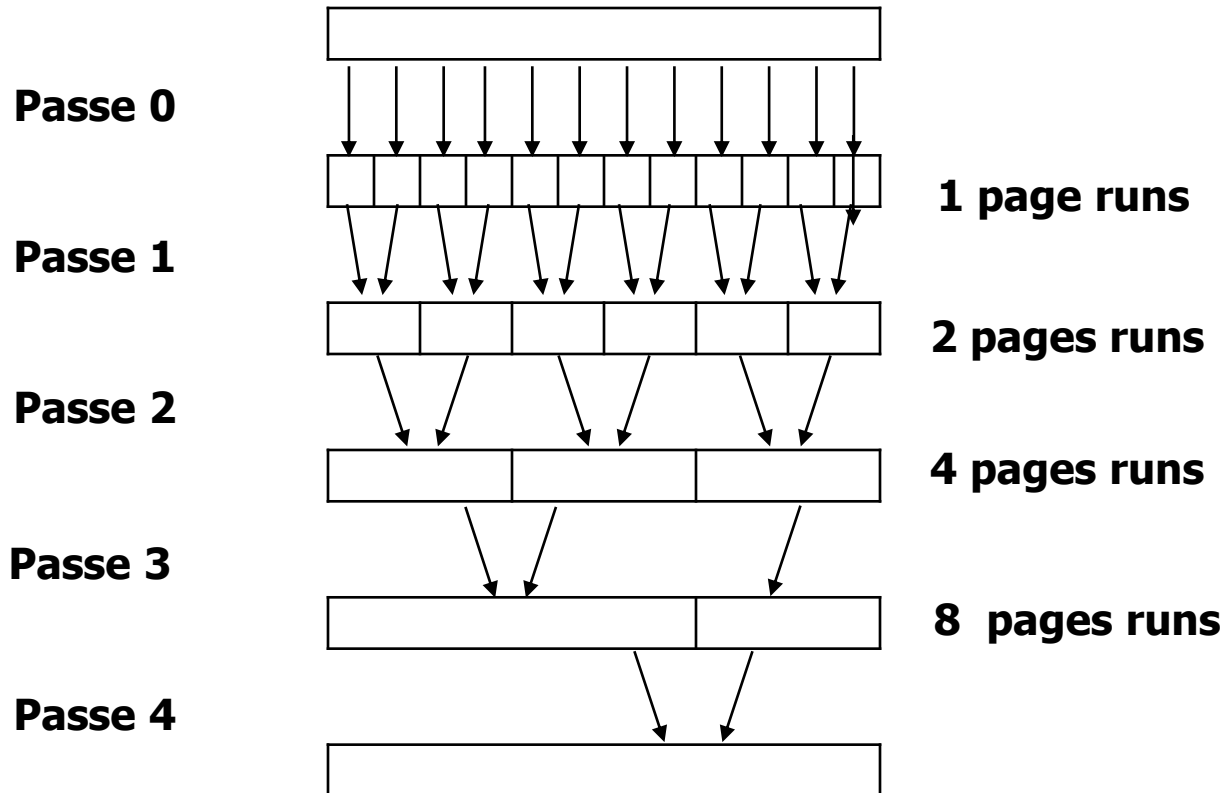 Passe 0
1 page runs
Passe 1
2 pages runs
Passe 2
4 pages runs
Passe 3
8 pages runs
Passe 4